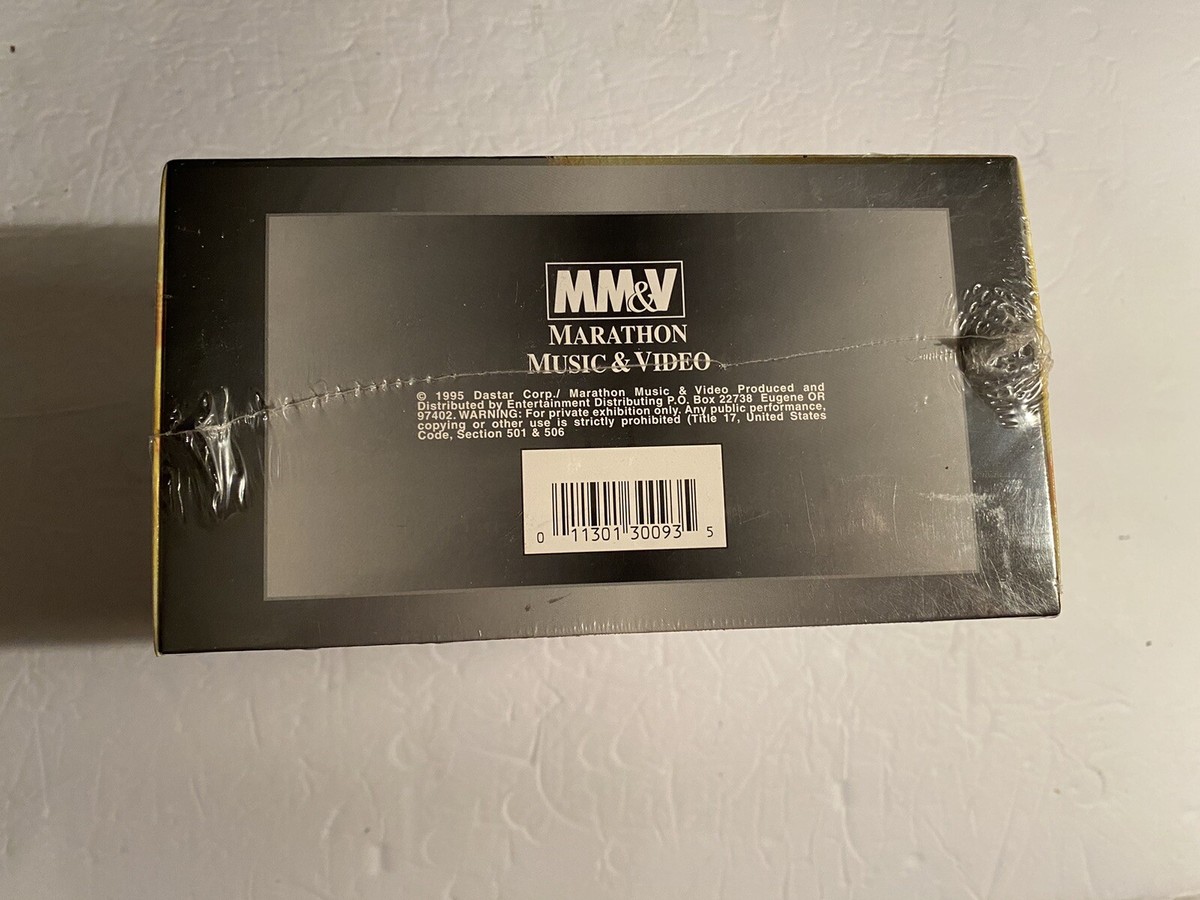 MM&V
MARATHON
MUSIC & VIDEO
© 1995 Dastar Corp./ Marathon Music & Video Produced and
Distributed by Entertainment Distributing P.O. Box 22738 Eugene OR
97402. WARNING: For private exhibition only. Any public performance,
copying or other use is strictly prohibited (Title 17, United States
Code, Section 501 & 506
0 11301 30093 5